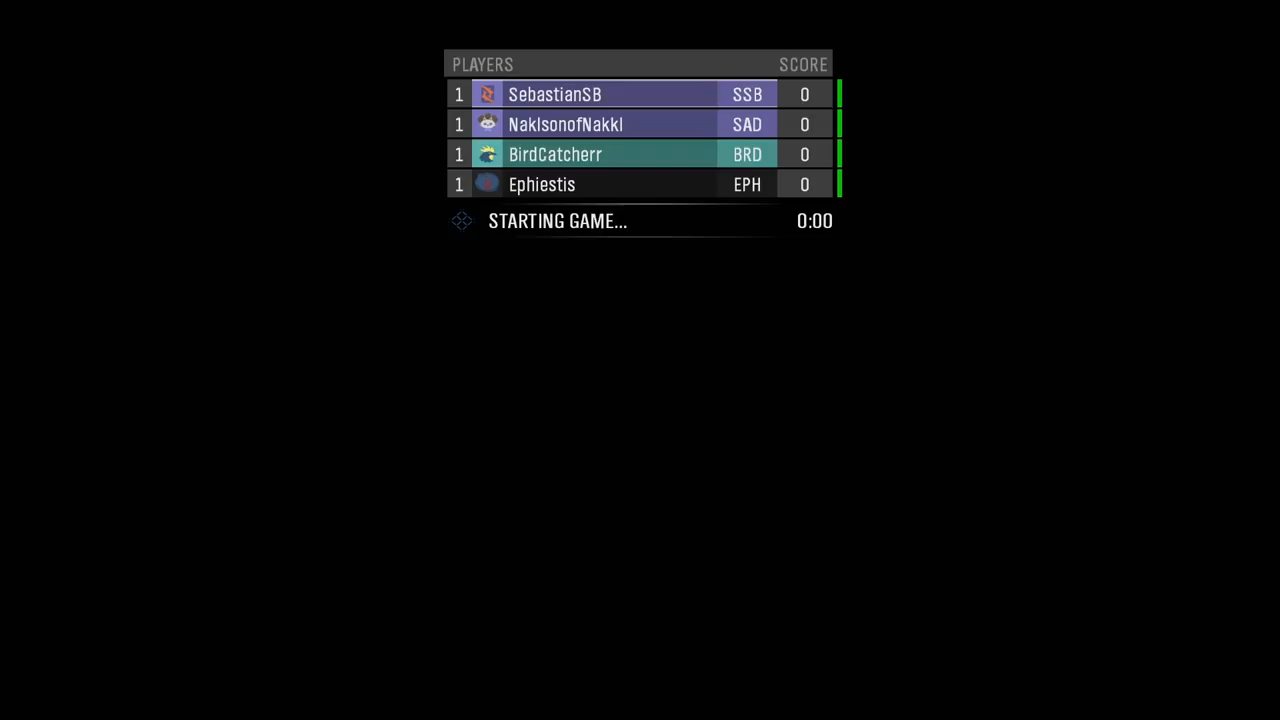 PLAYERS SCORE
1 SebastianSB SSB 0
1 NaklsonofNakkl SAD 0
1 BirdCatcherr BRD 0
1 Ephiestis EPH 0
STARTING GAME... 0:00